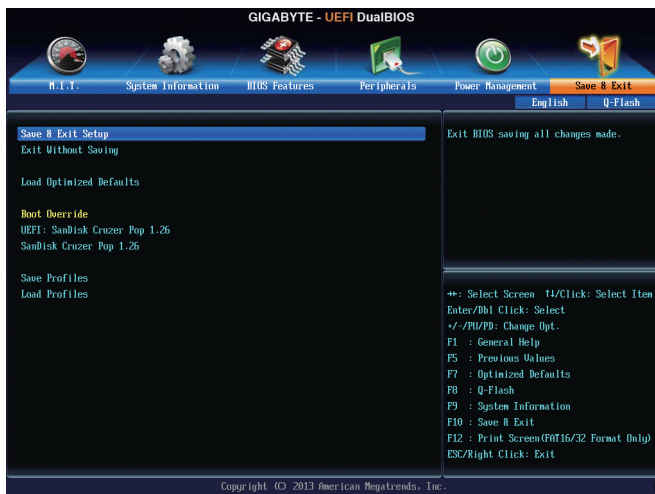 GIGABYTE - UEFI DualBIOS
M.I.T.
System Information
BIOS Features
Peripherals
Power Management
Save & Exit
English
Q-Flash
Save & Exit Setup
Exit Without Saving
Load Optimized Defaults
Boot Override
UEFI: SanDisk Cruzer Pop 1.26
SanDisk Cruzer Pop 1.26
Save Profiles
Load Profiles
Exit BIOS saving all changes made.
→←: Select Screen ↑↓/Click: Select Item
Enter/Dbl Click: Select
+/-/PU/PD: Change Opt.
F1 : General Help
F5 : Previous Values
F7 : Optimized Defaults
F8 : Q-Flash
F9 : System Information
F10 : Save & Exit
F12 : Print Screen(FAT16/32 Format Only)
ESC/Right Click: Exit
Copyright (C) 2013 American Megatrends, Inc.